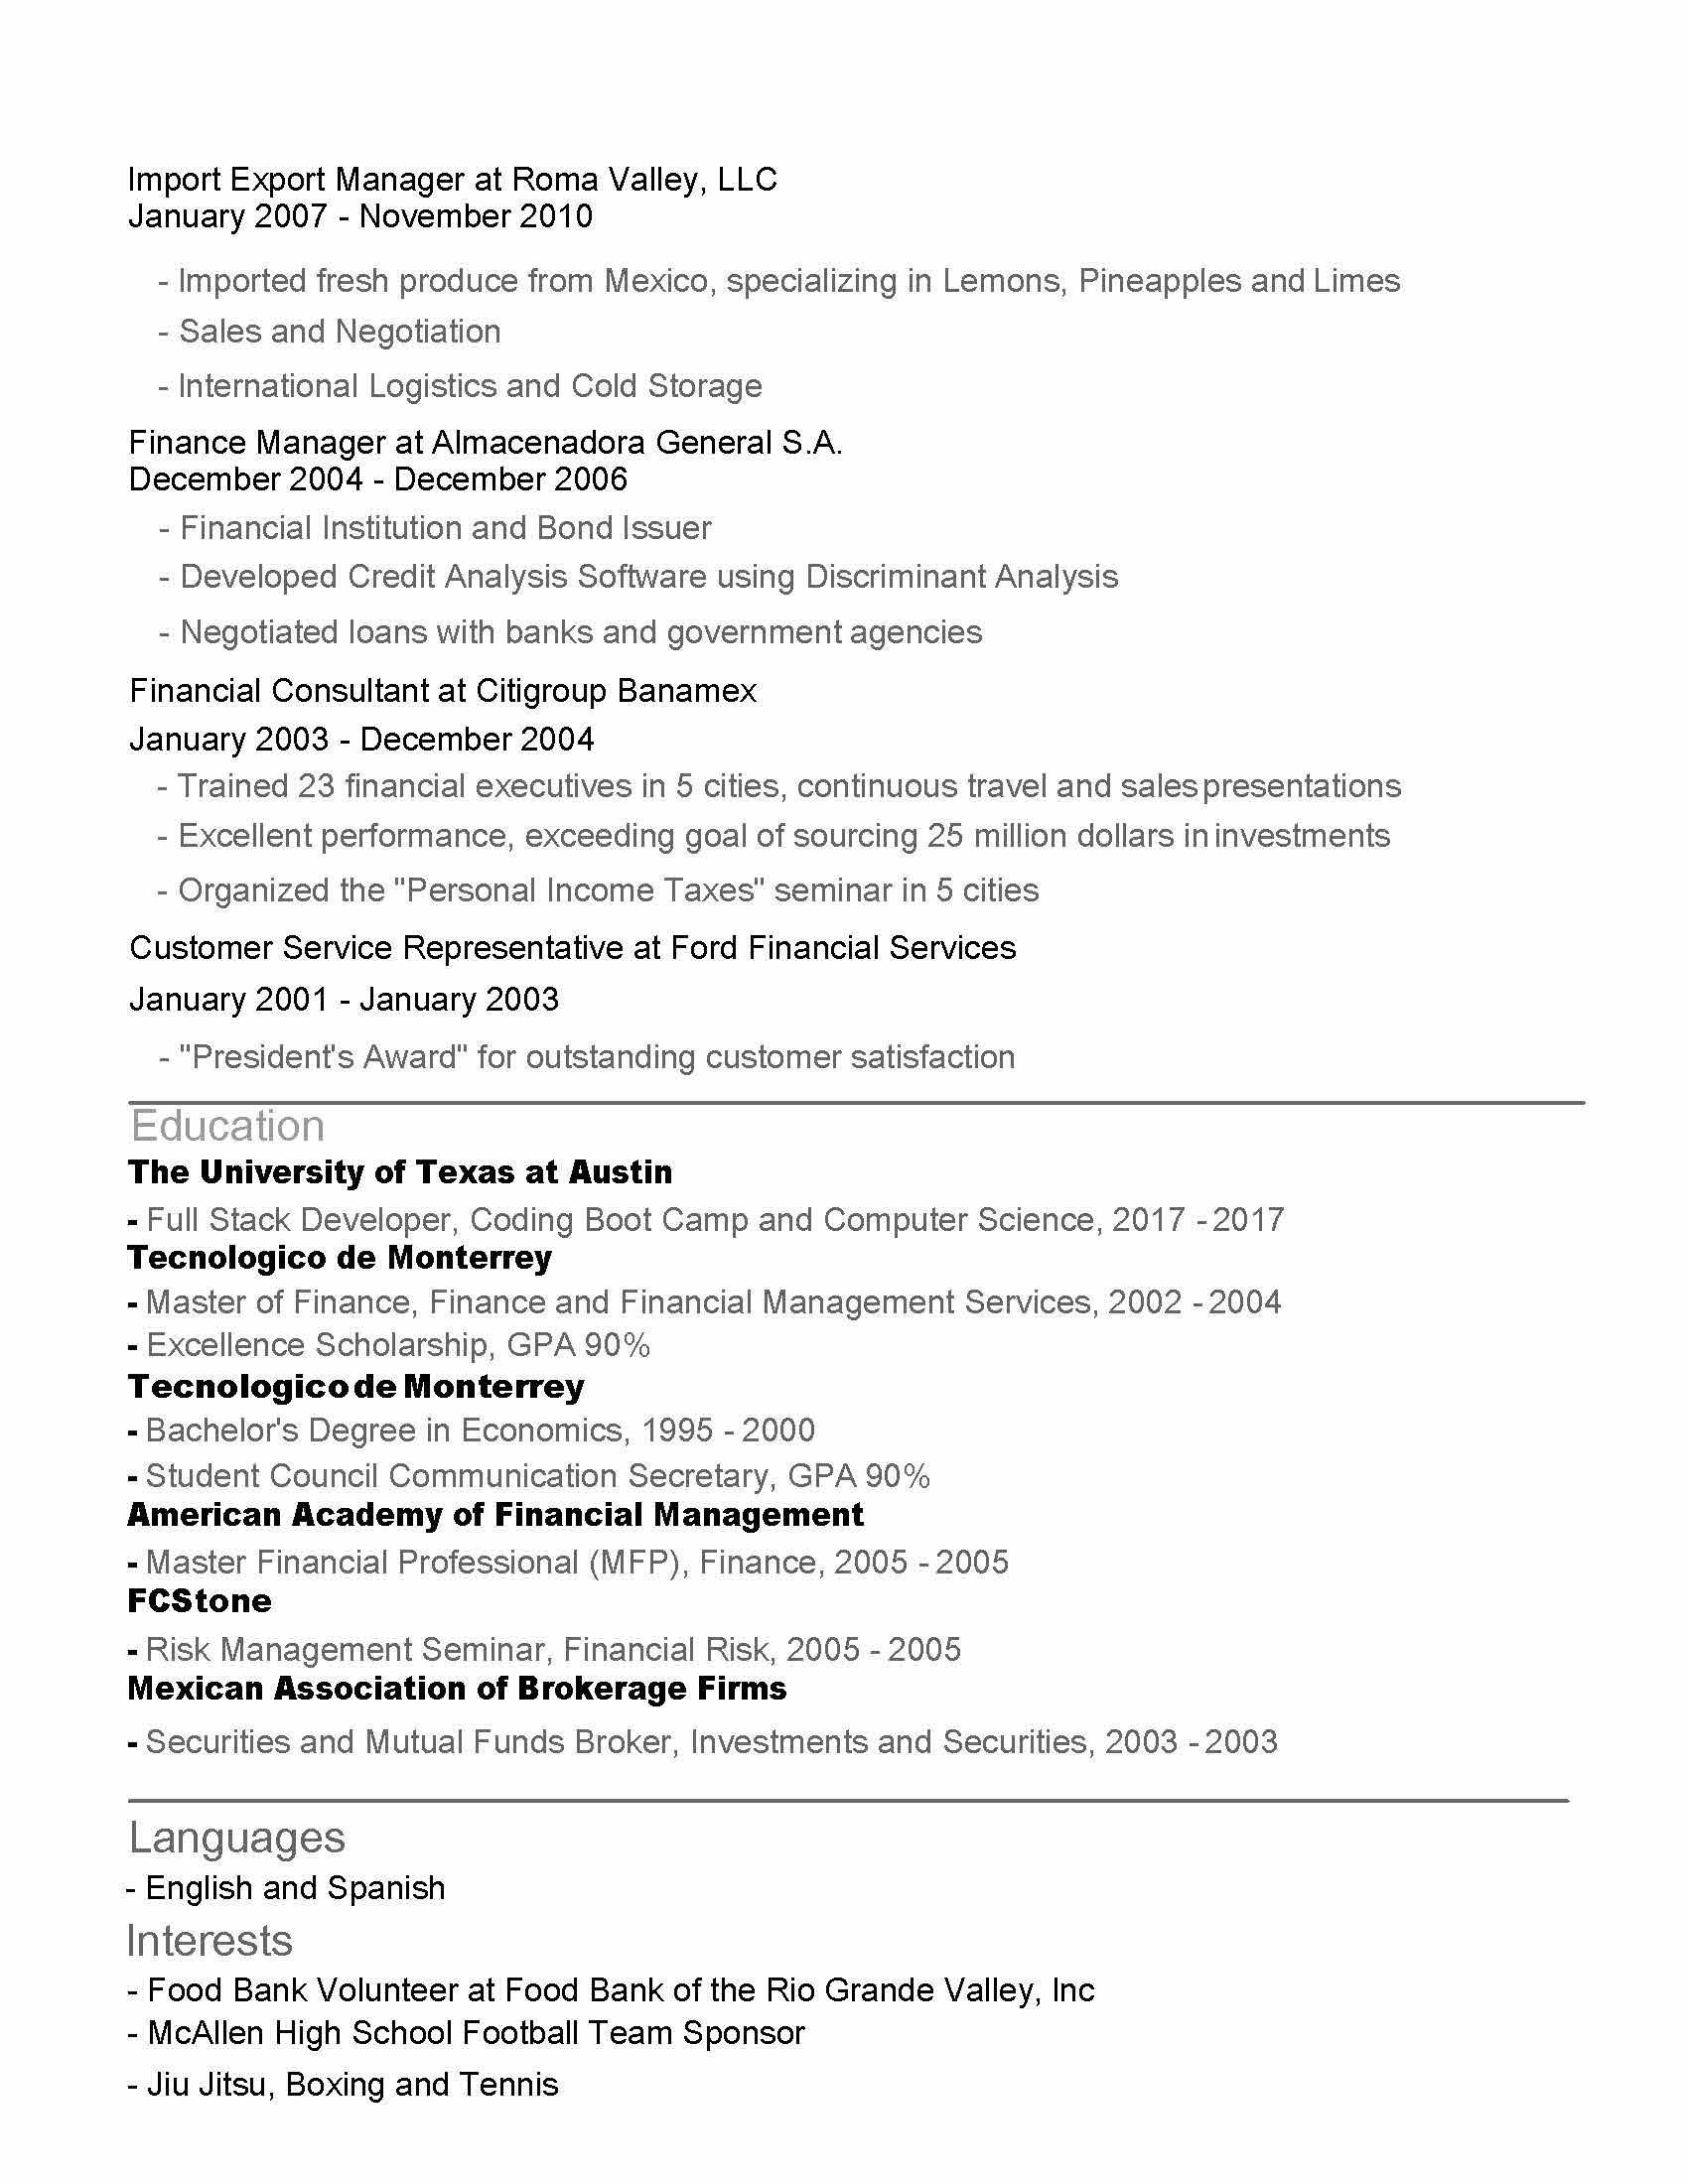 Import Export Manager at Roma Valley, LLC
January 2007 - November 2010
- Imported fresh produce from Mexico, specializing in Lemons, Pineapples and Limes
- Sales and Negotiation
- International Logistics and Cold Storage
Finance Manager at Almacenadora General S.A.
December 2004 - December 2006
- Financial Institution and Bond Issuer
- Developed Credit Analysis Software using Discriminant Analysis
- Negotiated loans with banks and government agencies
Financial Consultant at Citigroup Banamex
January 2003 - December 2004
- Trained 23 financial executives in 5 cities, continuous travel and sales presentations
- Excellent performance, exceeding goal of sourcing 25 million dollars in investments
- Organized the "Personal Income Taxes" seminar in 5 cities
Customer Service Representative at Ford Financial Services
January 2001 - January 2003
- "President's Award" for outstanding customer satisfaction
Education
The University of Texas at Austin
- Full Stack Developer, Coding Boot Camp and Computer Science, 2017 - 2017
Tecnologico de Monterrey
- Master of Finance, Finance and Financial Management Services, 2002 - 2004
- Excellence Scholarship, GPA 90%
Tecnologico de Monterrey
- Bachelor's Degree in Economics, 1995 - 2000
- Student Council Communication Secretary, GPA 90%
American Academy of Financial Management
- Master Financial Professional (MFP), Finance, 2005 - 2005
FCStone
- Risk Management Seminar, Financial Risk, 2005 - 2005
Mexican Association of Brokerage Firms
- Securities and Mutual Funds Broker, Investments and Securities, 2003 - 2003
Languages
- English and Spanish
Interests
- Food Bank Volunteer at Food Bank of the Rio Grande Valley, Inc
- McAllen High School Football Team Sponsor
- Jiu Jitsu, Boxing and Tennis